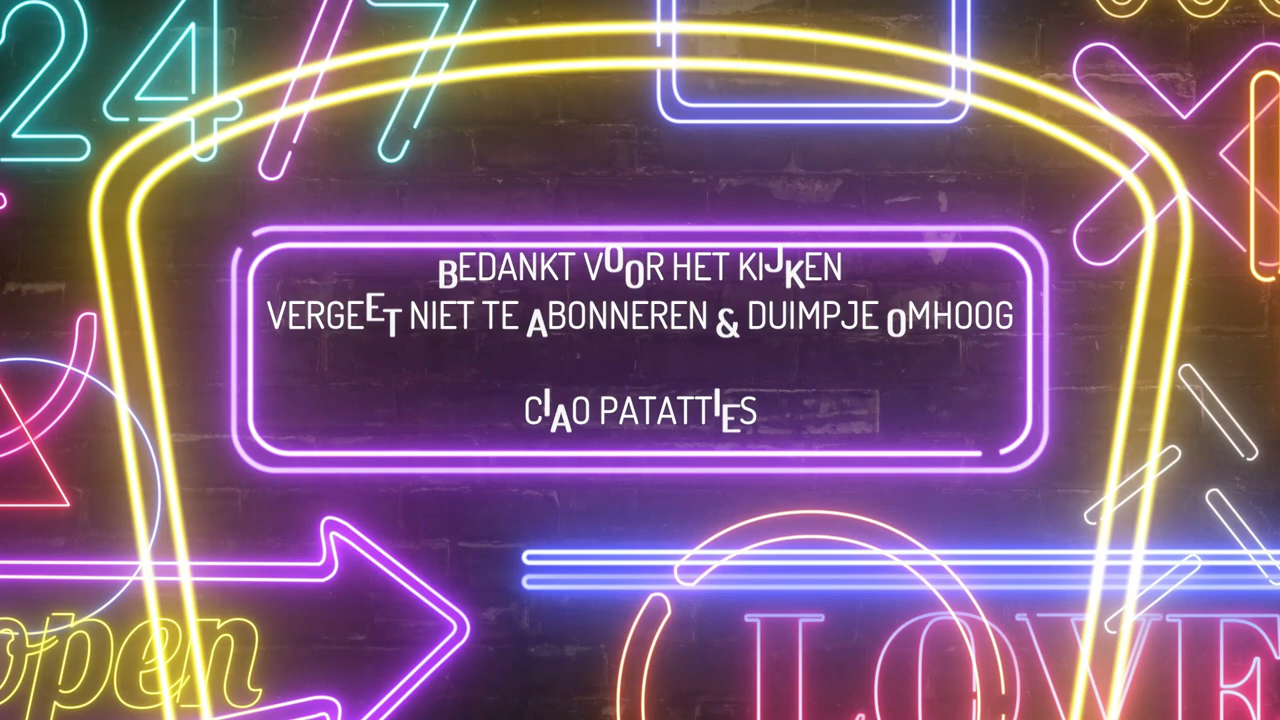 24/7
BEDANKT VOOR HET KIJKEN
VERGEET NIET TE ABONNEREN & DUIMPJE OMHOOG
CIAO PATATTIES
open
LOVE